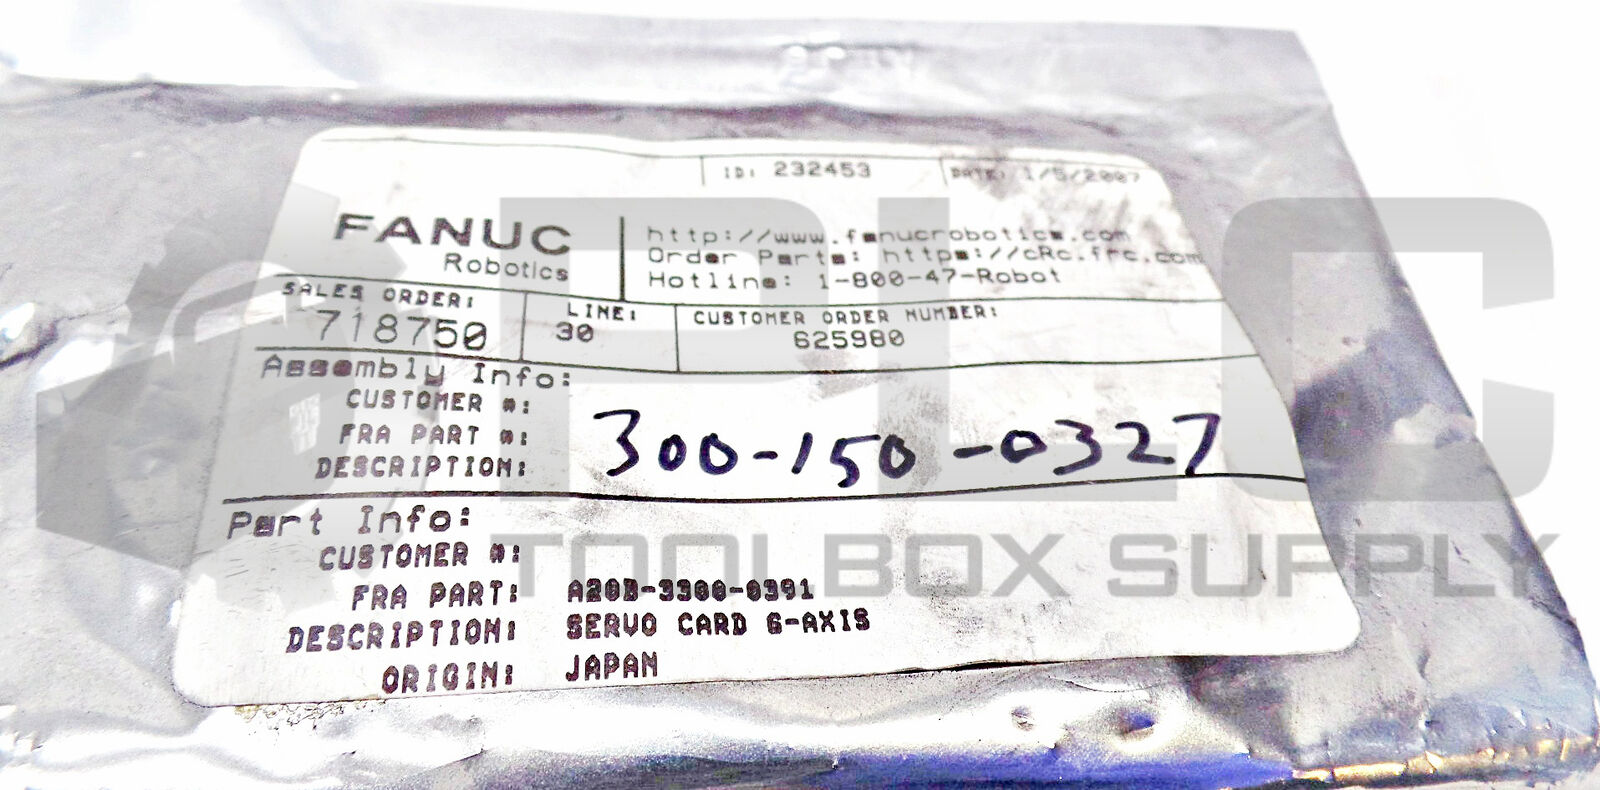 ID: 232453
DATE: 1/5/2007
FANUC
Robotics
http://www.fanucrobotics.com
Order Parts: https://cRc.frc.com
Hotline: 1-800-47-Robot
SALES ORDER:
718750
LINE:
30
CUSTOMER ORDER NUMBER:
625980
Assembly Info:
CUSTOMER #:
FRA PART #:
DESCRIPTION:
300-150-0327
Part Info:
CUSTOMER #:
FRA PART: A20B-3300-0391
DESCRIPTION: SERVO CARD 6-AXIS
ORIGIN: JAPAN
PLC
TOOLBOX SUPPLY